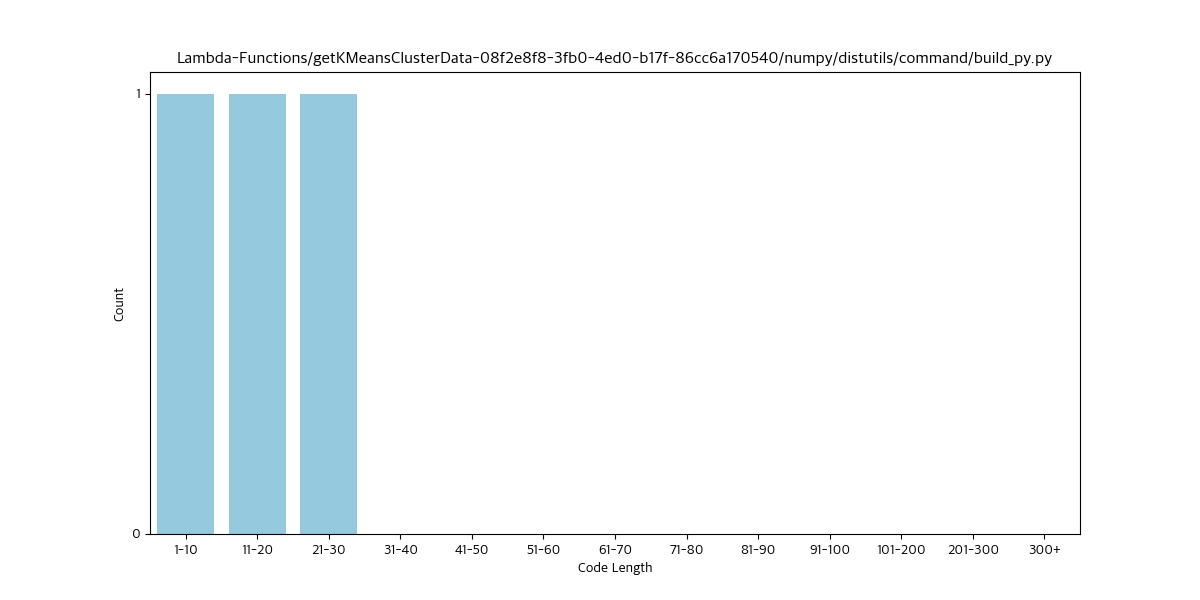 Lambda-Functions/getKMeansClusterData-08f2e8f8-3fb0-4ed0-b17f-86cc6a170540/numpy/distutils/command/build_py.py
1
Count
0
1-10 11-20 21-30 31-40 41-50 51-60 61-70 71-80 81-90 91-100 101-200 201-300 300+
Code Length